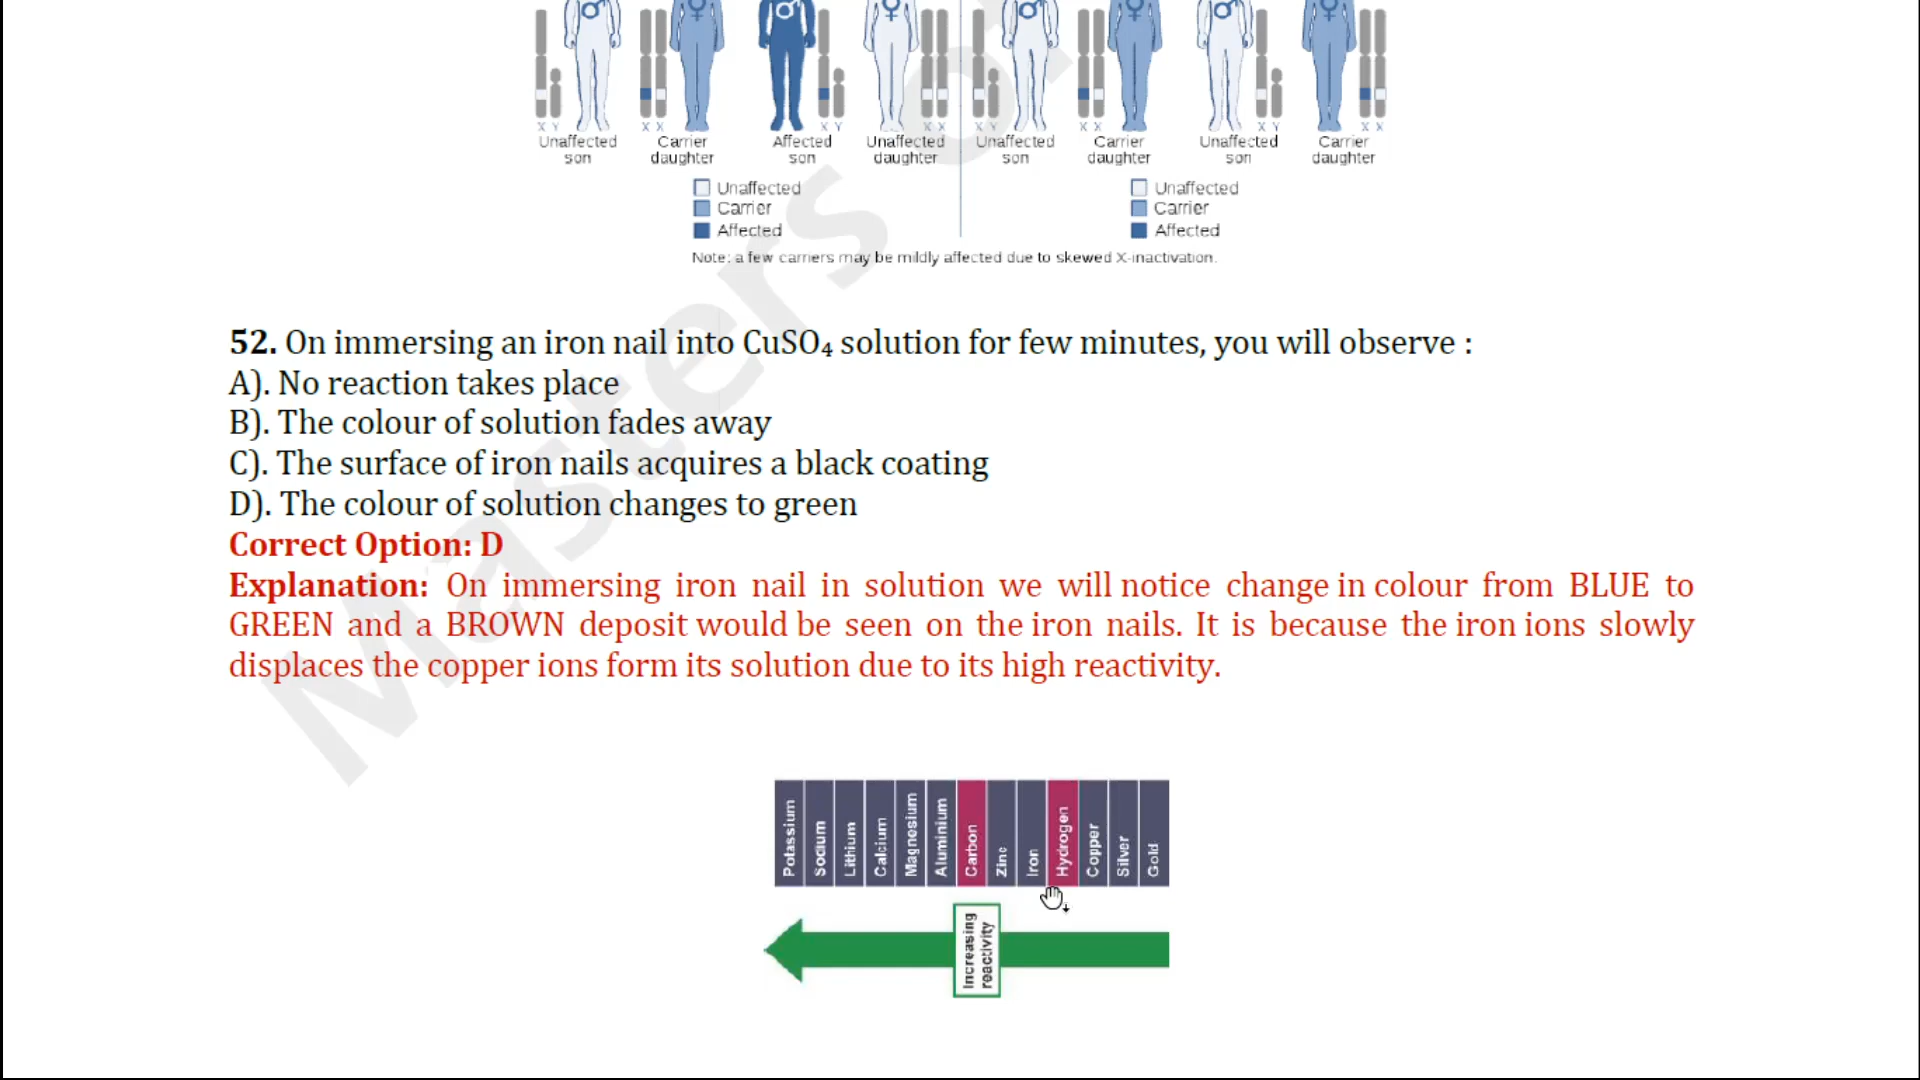 X Y X X X Y X X X Y X X X Y X X
Unaffected son Carrier daughter Affected son Unaffected daughter Unaffected son Carrier daughter Unaffected son Carrier daughter
Unaffected Unaffected
Carrier Carrier
Affected Affected
Note: a few carriers may be mildly affected due to skewed X-inactivation.
52. On immersing an iron nail into CuSO₄ solution for few minutes, you will observe :
A). No reaction takes place
B). The colour of solution fades away
C). The surface of iron nails acquires a black coating
D). The colour of solution changes to green
Correct Option: D
Explanation: On immersing iron nail in solution we will notice change in colour from BLUE to
GREEN and a BROWN deposit would be seen on the iron nails. It is because the iron ions slowly
displaces the copper ions form its solution due to its high reactivity.
Potassium
Sodium
Lithium
Calcium
Magnesium
Aluminium
Carbon
Zinc
Iron
Hydrogen
Copper
Silver
Gold
Increasing
reactivity
Masters